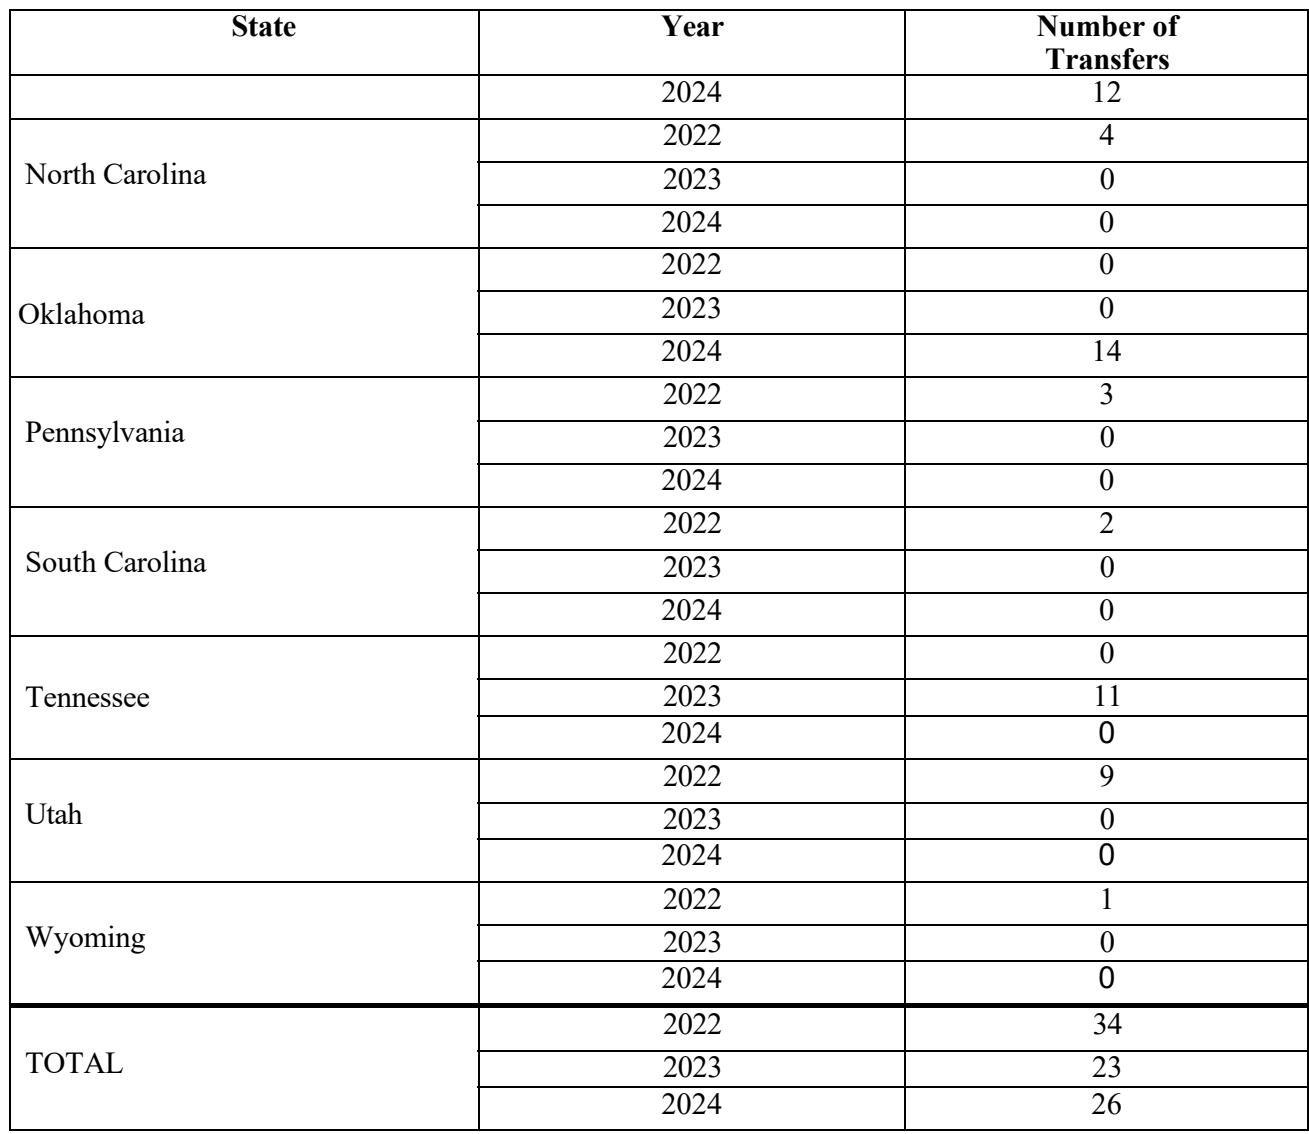 State Year Number of
Transfers
2024 12
2022 4
North Carolina
2023 0
2024 0
2022 0
Oklahoma
2023 0
2024 14
2022 3
Pennsylvania
2023 0
2024 0
2022 2
South Carolina
2023 0
2024 0
2022 0
Tennessee
2023 11
2024 0
2022 9
Utah
2023 0
2024 0
2022 1
Wyoming
2023 0
2024 0
2022 34
TOTAL
2023 23
2024 26